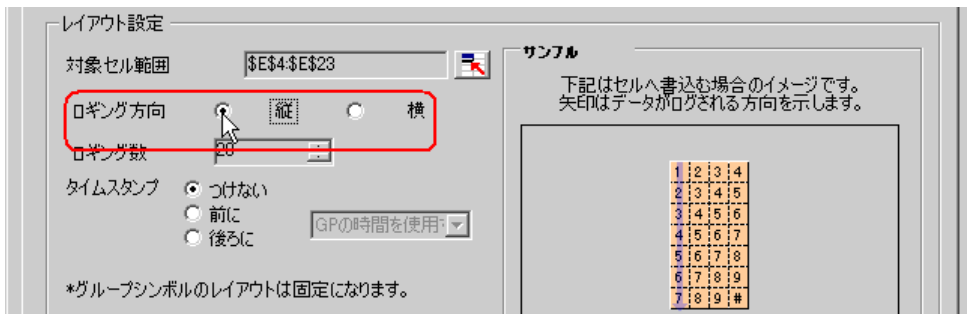 レイアウト設定
対象セル範囲 $E$4:$E$23
ロギング方向 縦 横
ロギング数 20
タイムスタンプ つけない
前に
後ろに
GPの時間を使用
*グループシンボルのレイアウトは固定になります。
サンプル
下記はセルへ書込む場合のイメージです。
矢印はデータがログされる方向を示します。
1 2 3 4
2 3 4 5
3 4 5 6
4 5 6 7
5 6 7 8
6 7 8 9
7 8 9 #